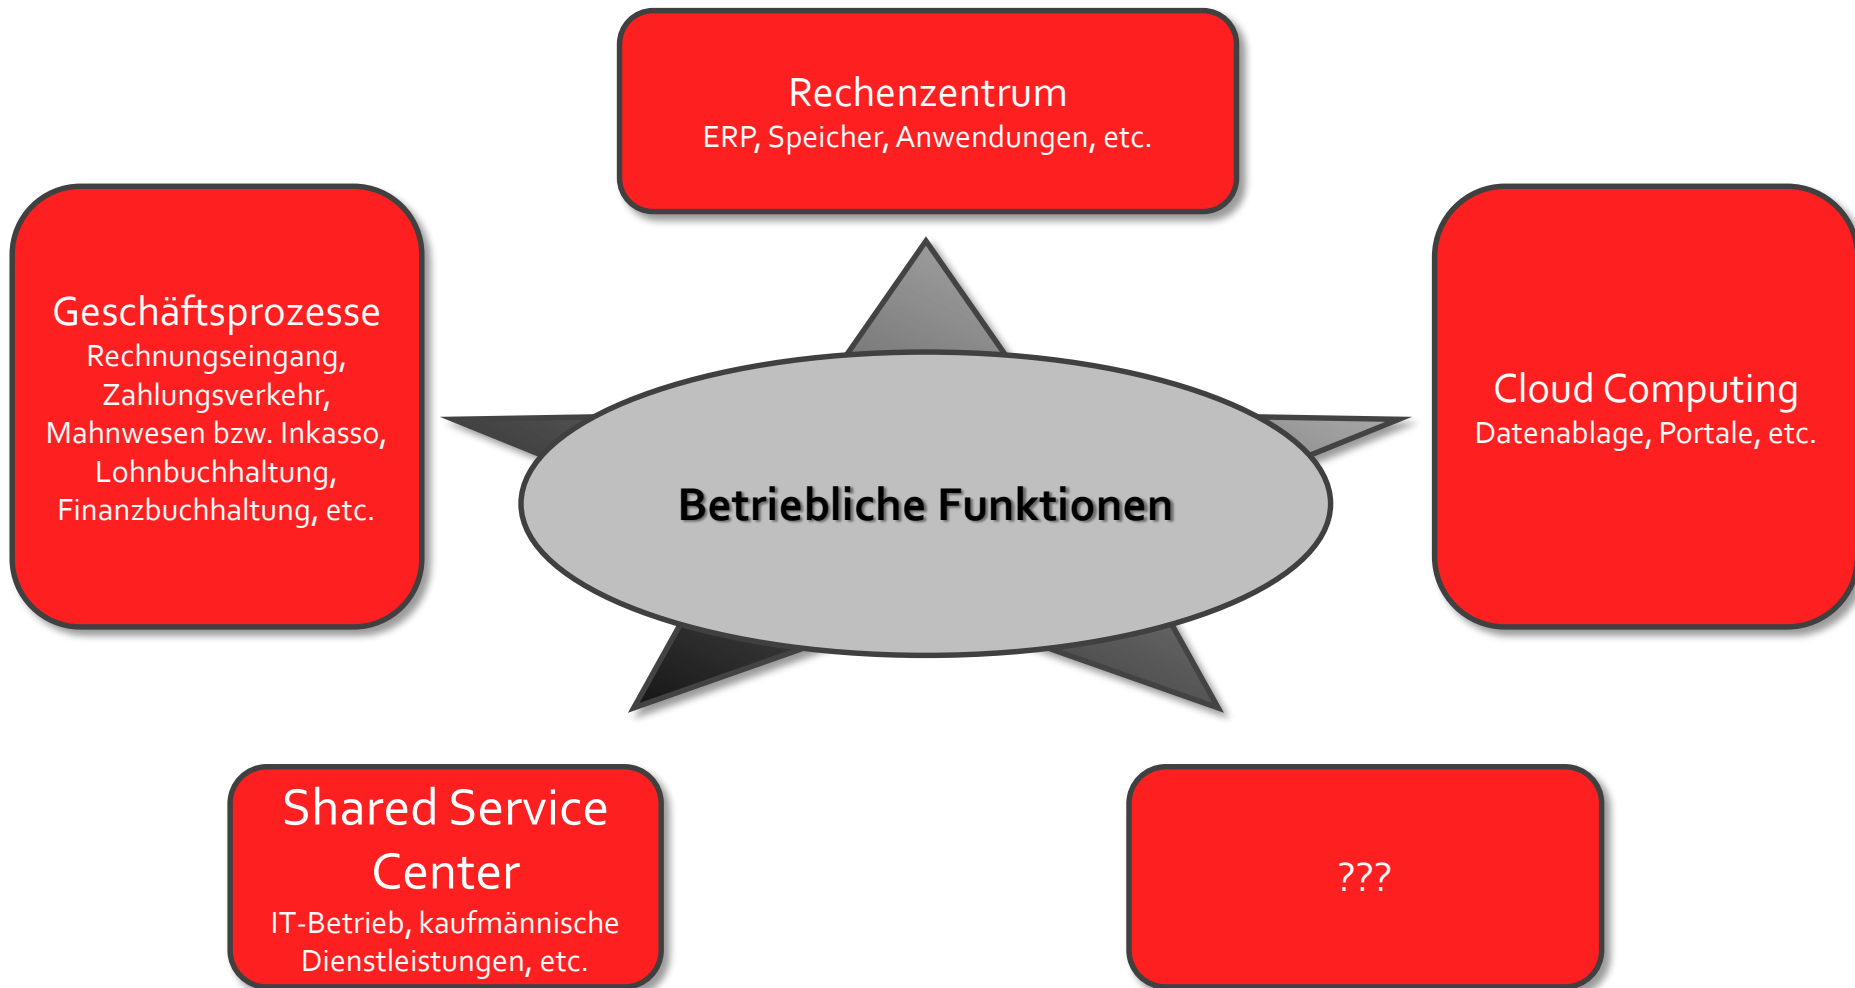 Rechenzentrum
ERP, Speicher, Anwendungen, etc.
Geschäftsprozesse
Rechnungseingang,
Zahlungsverkehr,
Mahnwesen bzw. Inkasso,
Lohnbuchhaltung,
Finanzbuchhaltung, etc.
Cloud Computing
Datenablage, Portale, etc.
Betriebliche Funktionen
Shared Service
Center
IT-Betrieb, kaufmännische
Dienstleistungen, etc.
???